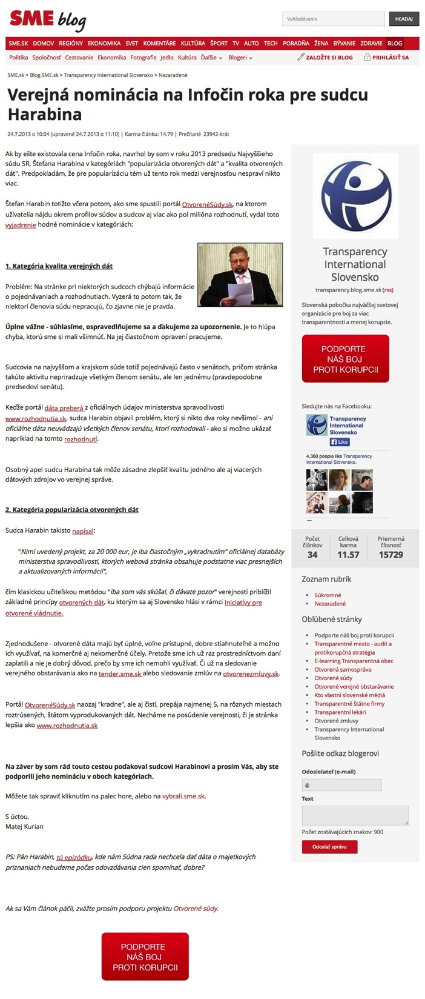 SME blog
Vyhľadávanie
HĽADAJ
SME.SK DOMOV REGIÓNY EKONOMIKA SVET KOMENTÁRE KULTÚRA ŠPORT TV AUTO TECH PORADŇA ŽENA BÝVANIE ZDRAVIE BLOG
Politika Spoločnosť Cestovanie Ekonomika Fotografie Jedlo Kultúra Ďalšie Blogeri
ZALOŽTE SI BLOG PRIHLÁSIŤ SA
SME.sk > Blog.SME.sk > Transparency International Slovensko > Nezaradené
Verejná nominácia na Infočin roka pre sudcu
Harabina
24.7.2013 o 10:04 (upravené 24.7.2013 o 11:10) | Karma článku: 14.79 | Prečítané 23942-krát
Ak by ešte existovala cena Infočin roka, navrhol by som v roku 2013 predsedu Najvyššieho
súdu SR, Štefana Harabina v kategóriách "popularizácia otvorených dát" a "kvalita otvorených
dát". Predpokladám, že pre popularizáciu tém už tento rok medzi verejnosťou nespraví nikto
viac.
Štefan Harabin totižto včera potom, ako sme spustili portál OtvorenéSúdy.sk, na ktorom
užívatelia nájdu okrem profilov súdov a sudcov aj viac ako pol milióna rozhodnutí, vydal toto
vyjadrenie hodné nominácie v kategóriách:
1. Kategória kvalita verejných dát
Problém: Na stránke pri niektorých sudcoch chýbajú informácie
o pojednávaniach a rozhodnutiach. Vyzerá to potom tak, že
niektorí členovia súdu nepracujú, čo zjavne nie je pravda.
Úplne vážne - súhlasíme, ospravedlňujeme sa a ďakujeme za upozornenie. Je to hlúpa
chyba, ktorú sme si mali všimnúť. Na jej čiastočnom opravení pracujeme.
Sudcovia na najvyššom a krajskom súde totiž pojednávajú často v senátoch, pričom stránka
takúto aktivitu nepriradzuje všetkým členom senátu, ale len jednému (pravdepodobne
predsedovi senátu).
Keďže portál dáta preberá z oficiálnych údajov ministerstva spravodlivosti
www.rozhodnutia.sk, sudca Harabin objavil problém, ktorý si nikto dva roky nevšimol - ani
oficiálne dáta neuvádzajú všetkých členov senátu, ktorí rozhodovali - ako si možno ukázať
napríklad na tomto rozhodnutí.
Osobný apel sudcu Harabina tak môže zásadne zlepšiť kvalitu jedného ale aj viacerých
dátových zdrojov vo verejnej správe.
2. Kategória popularizácia otvorených dát
Sudca Harabin takisto napísal:
"Nimi uvedený projekt, za 20 000 eur, je iba čiastočným „vykradnutím" oficiálnej databázy
ministerstva spravodlivosti, ktorých webová stránka obsahuje podstatne viac presnejších
a aktualizovaných informácií",
čím klasickou učiteľskou metódou "iba som vás skúšal, či dávate pozor" verejnosti priblížil
základné princípy otvorených dát, ku ktorým sa aj Slovensko hlási v rámci Iniciatívy pre
otvorené vládnutie.
Zjednodušene - otvorené dáta majú byť úplné, voľne prístupné, dobre stiahnuteľné a možno
ich využívať, na komerčné aj nekomerčné účely. Pretože sme ich už raz prostredníctvom daní
zaplatili a nie je dobrý dôvod, prečo by sme ich nemohli využívať. Či už na sledovanie
verejného obstarávania ako na tender.sme.sk alebo sledovanie zmlúv na otvorenezmluvy.sk.
Portál OtvorenéSúdy.sk naozaj "kradne", ale aj čistí, prepája najmenej 5, na rôznych miestach
roztrúsených, štátom vyprodukovaných dát. Necháme na posúdenie verejnosti, či je stránka
lepšia ako www.rozhodnutia.sk
Na záver by som rád touto cestou poďakoval sudcovi Harabinovi a prosím Vás, aby ste
podporili jeho nomináciu v oboch kategóriach.
Môžete tak spraviť kliknutím na palec hore, alebo na vybrali.sme.sk.
S úctou,
Matej Kurian
PS: Pán Harabin, tú epizódku, kde nám Súdna rada nechcela dať dáta o majetkových
priznaniach nebudeme počas odovzdávania cien spomínať, dobre?
Ak sa Vám článok páčil, zvážte prosím podporu projektu Otvorené súdy.
PODPORTE
NÁŠ BOJ
PROTI KORUPCII
Transparency
International
Slovensko
transparency.blog.sme.sk (rss)
Slovenská pobočka najväčšej svetovej
organizácie pre boj za viac
transparentnosti a menej korupcie.
PODPORTE
NÁŠ BOJ
PROTI KORUPCII
Sledujte nás na Facebooku:
Transparency
International
Slovensko
Like
4,360 people like Transparency
International Slovensko.
Počet článkov 34
Celková karma 11.57
Priemerná čítanosť 15729
Zoznam rubrík
Súkromné
Nezaradené
Obľúbené stránky
Podporte náš boj proti korupcii
Transparentné mesto - audit a
protikorupčná stratégia
E-learning Transparentná obec
Otvorená samospráva
Otvorené súdy
Otvorené verejné obstarávanie
Kto vlastní slovenské médiá
Transparentné štátne firmy
Transparentní lekári
Otvorené zmluvy
Transparency International
Slovensko
Pošlite odkaz blogerovi
Odosielateľ (e-mail)
@
Text
Počet zostávajúcich znakov: 900
Odoslať správu